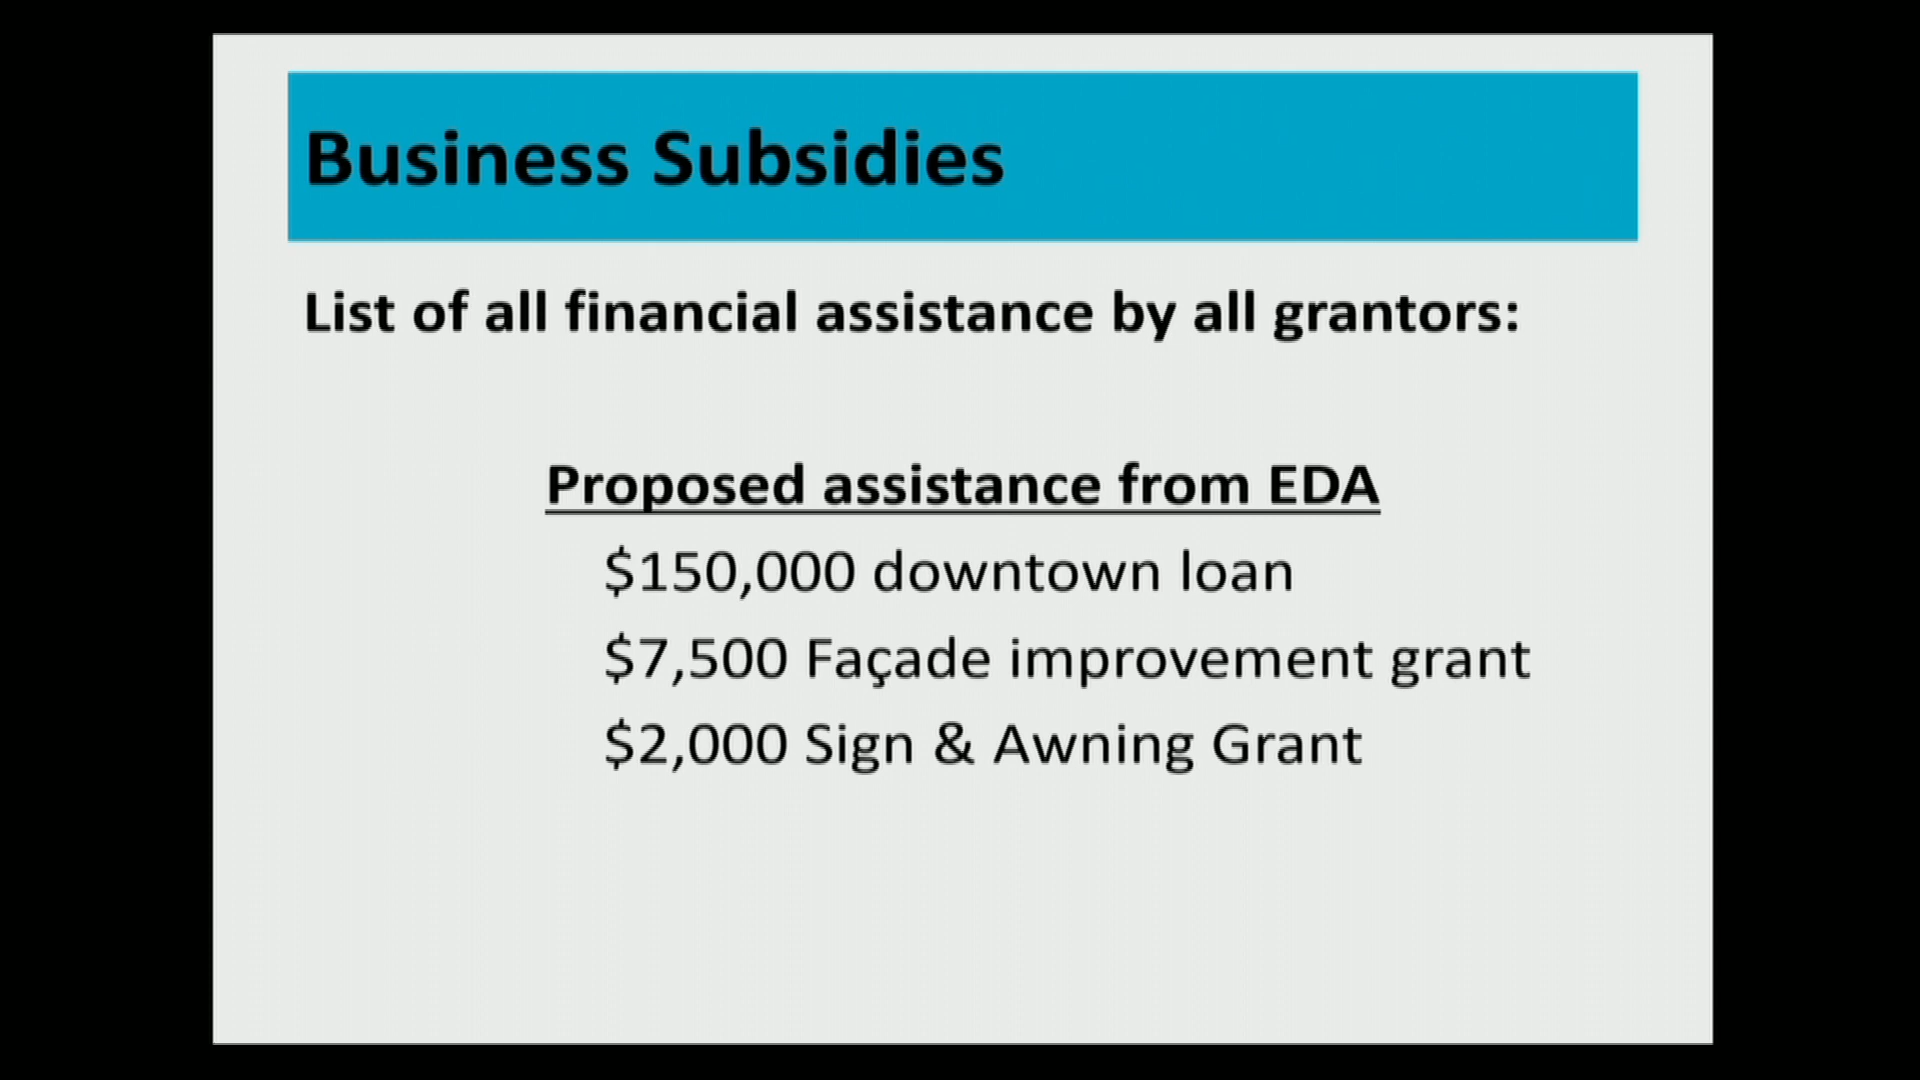 Business Subsidies
List of all financial assistance by all grantors:
Proposed assistance from EDA
$150,000 downtown loan
$7,500 Façade improvement grant
$2,000 Sign & Awning Grant